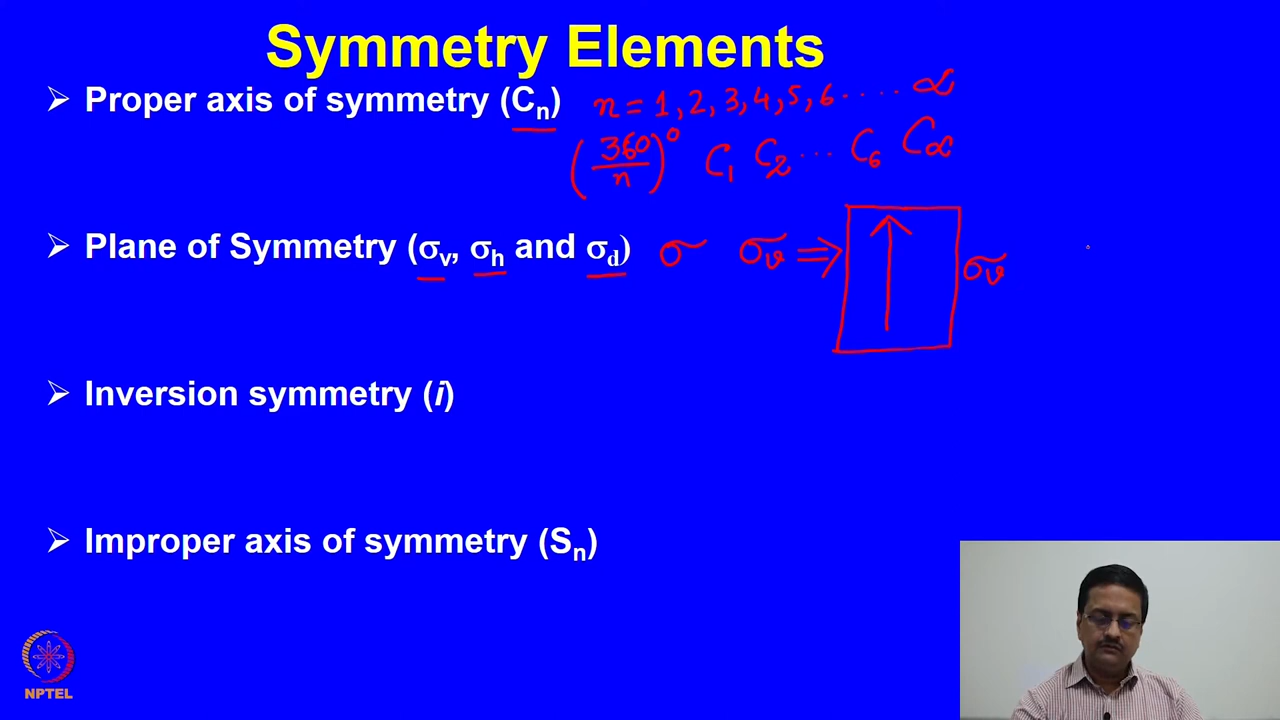 Symmetry Elements
➢ Proper axis of symmetry (Cₙ) n = 1, 2, 3, 4, 5, 6 .... ∝
(360/n)⁰ C₁ C₂ ... C₆ C∝
➢ Plane of Symmetry (σᵥ, σₕ and σd) σ σᵥ ⇒ σᵥ
➢ Inversion symmetry (i)
➢ Improper axis of symmetry (Sₙ)
NPTEL